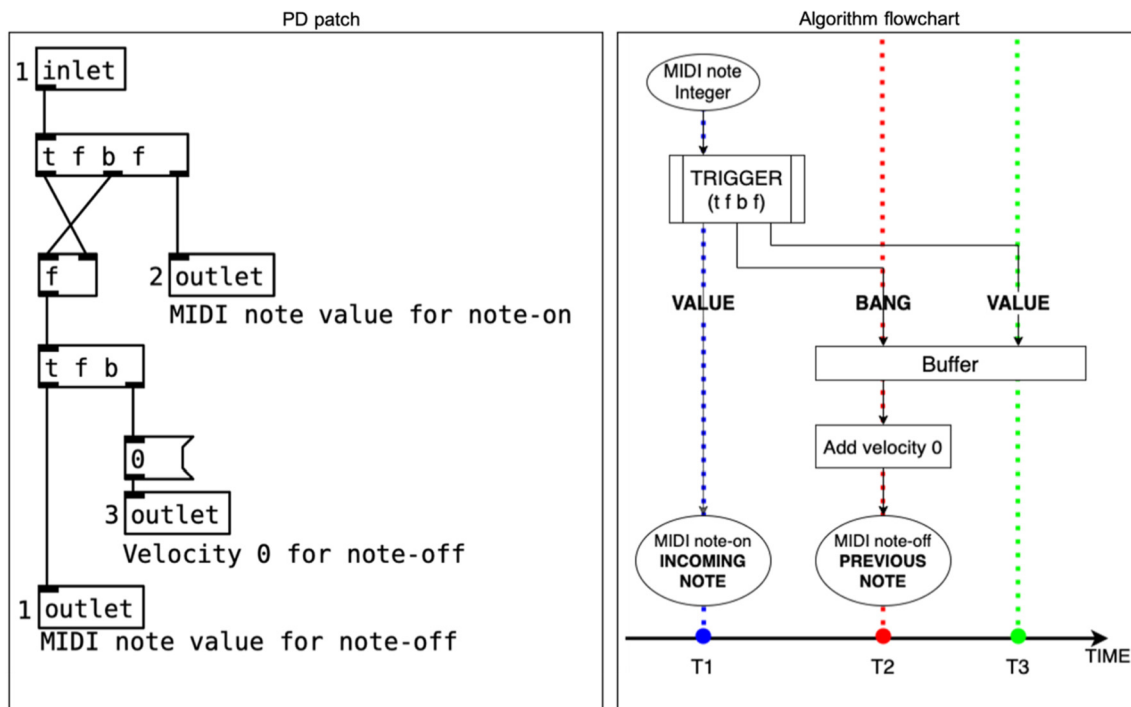 PD patch
1 inlet
t f b f
f
2 outlet
MIDI note value for note-on
t f b
0
3 outlet
Velocity 0 for note-off
1 outlet
MIDI note value for note-off
Algorithm flowchart
MIDI note
Integer
TRIGGER
(t f b f)
VALUE BANG VALUE
Buffer
Add velocity 0
MIDI note-on
INCOMING
NOTE
MIDI note-off
PREVIOUS
NOTE
TIME
T1 T2 T3